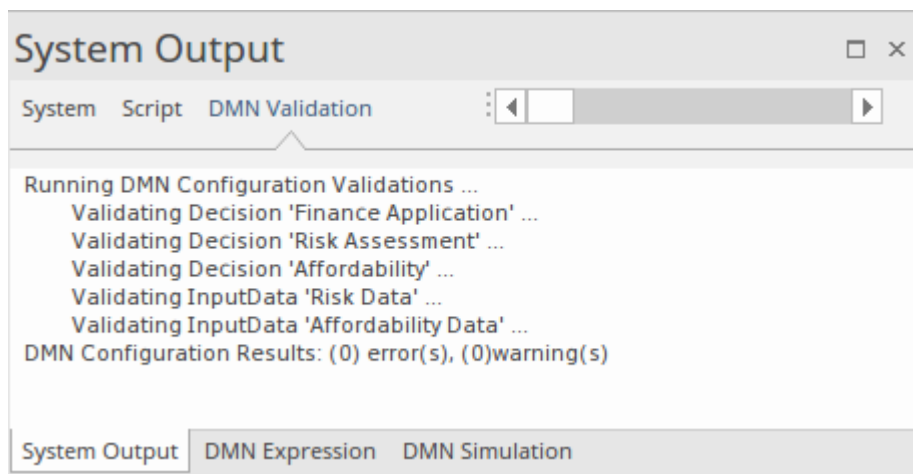 System Output
System Script DMN Validation
Running DMN Configuration Validations ...
Validating Decision 'Finance Application' ...
Validating Decision 'Risk Assessment' ...
Validating Decision 'Affordability' ...
Validating InputData 'Risk Data' ...
Validating InputData 'Affordability Data' ...
DMN Configuration Results: (0) error(s), (0)warning(s)
System Output DMN Expression DMN Simulation